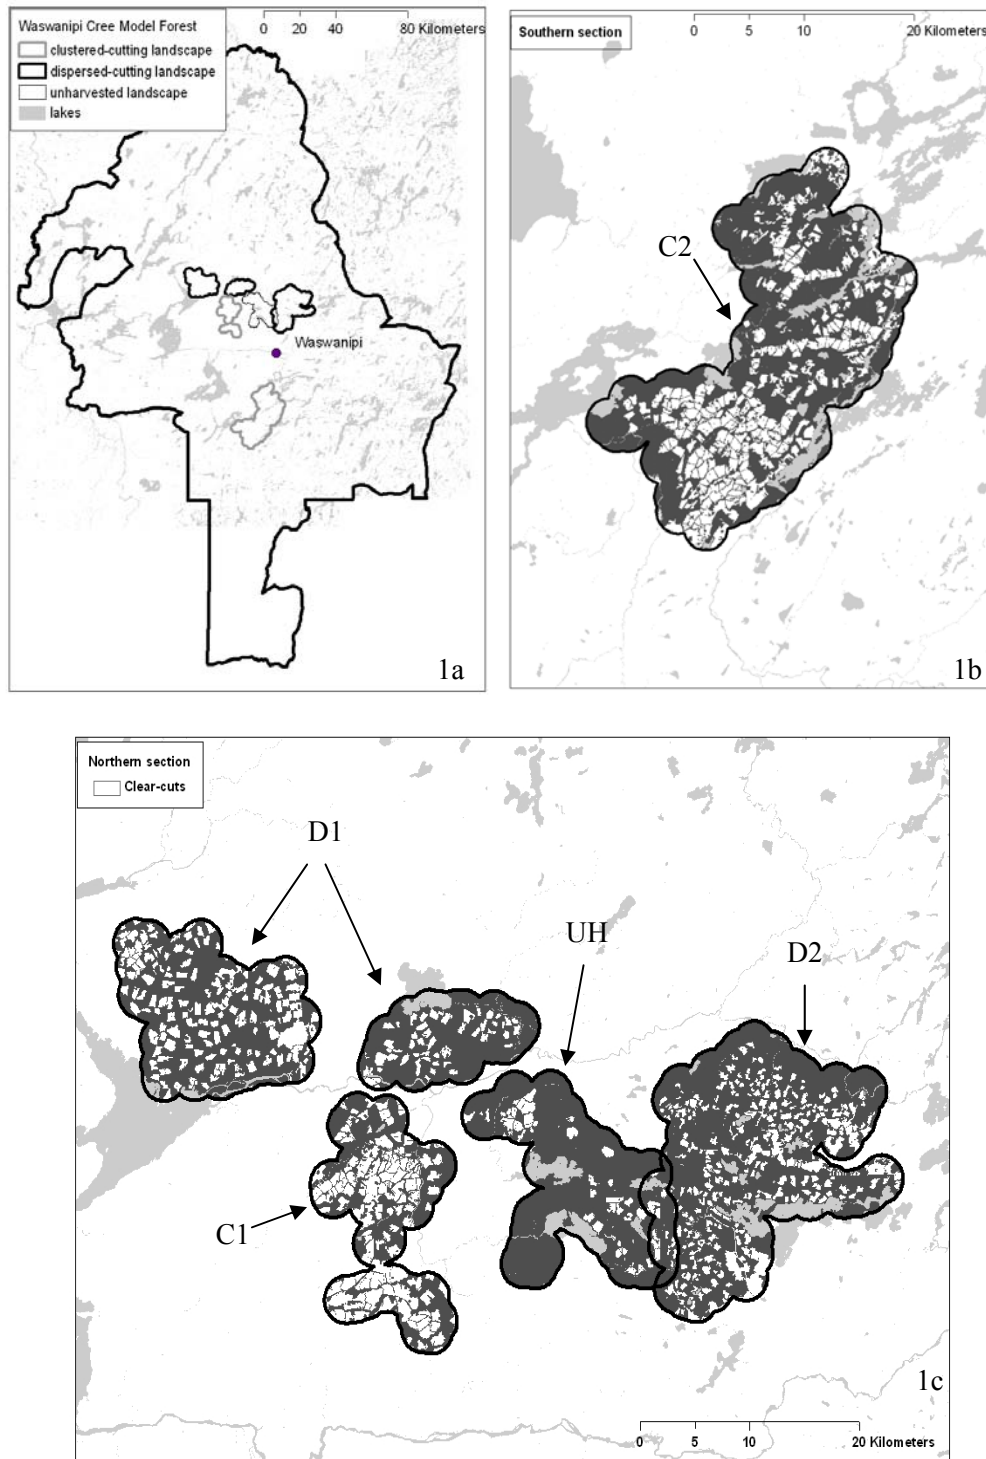 Waswanipi Cree Model Forest
clustered-cutting landscape
dispersed-cutting landscape
unharvested landscape
lakes
0 20 40 80 Kilometers
Waswanipi
1a
Southern section
0 5 10 20 Kilometers
C2
1b
Northern section
Clear-cuts
D1
UH
D2
C1
1c
0 5 10 20 Kilometers